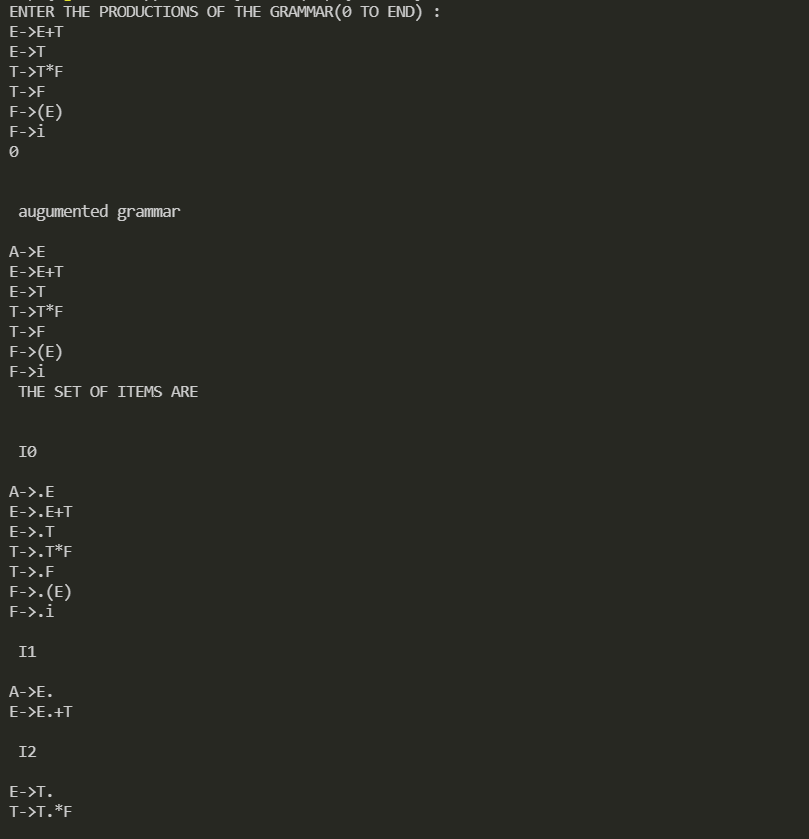 ENTER THE PRODUCTIONS OF THE GRAMMAR(0 TO END) :
E->E+T
E->T
T->T*F
T->F
F->(E)
F->i
0
augumented grammar
A->E
E->E+T
E->T
T->T*F
T->F
F->(E)
F->i
THE SET OF ITEMS ARE
I0
A->.E
E->.E+T
E->.T
T->.T*F
T->.F
F->.(E)
F->.i
I1
A->E.
E->E.+T
I2
E->T.
T->T.*F